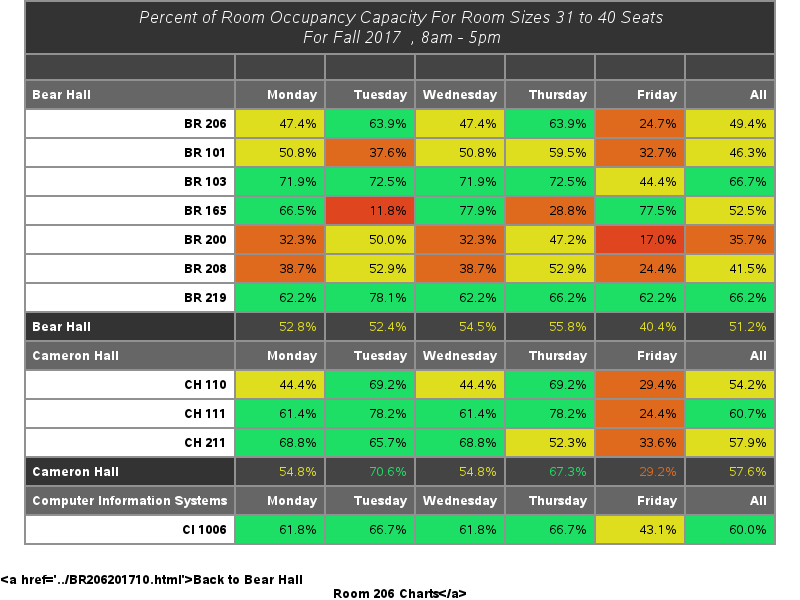 Percent of Room Occupancy Capacity For Room Sizes 31 to 40 Seats
For Fall 2017 , 8am - 5pm
Bear Hall Monday Tuesday Wednesday Thursday Friday All
BR 206 47.4% 63.9% 47.4% 63.9% 24.7% 49.4%
BR 101 50.8% 37.6% 50.8% 59.5% 32.7% 46.3%
BR 103 71.9% 72.5% 71.9% 72.5% 44.4% 66.7%
BR 165 66.5% 11.8% 77.9% 28.8% 77.5% 52.5%
BR 200 32.3% 50.0% 32.3% 47.2% 17.0% 35.7%
BR 208 38.7% 52.9% 38.7% 52.9% 24.4% 41.5%
BR 219 62.2% 78.1% 62.2% 66.2% 62.2% 66.2%
Bear Hall 52.8% 52.4% 54.5% 55.8% 40.4% 51.2%
Cameron Hall Monday Tuesday Wednesday Thursday Friday All
CH 110 44.4% 69.2% 44.4% 69.2% 29.4% 54.2%
CH 111 61.4% 78.2% 61.4% 78.2% 24.4% 60.7%
CH 211 68.8% 65.7% 68.8% 52.3% 33.6% 57.9%
Cameron Hall 54.8% 70.6% 54.8% 67.3% 29.2% 57.6%
Computer Information Systems Monday Tuesday Wednesday Thursday Friday All
CI 1006 61.8% 66.7% 61.8% 66.7% 43.1% 60.0%
<a href='../BR206201710.html'>Back to Bear Hall
Room 206 Charts</a>